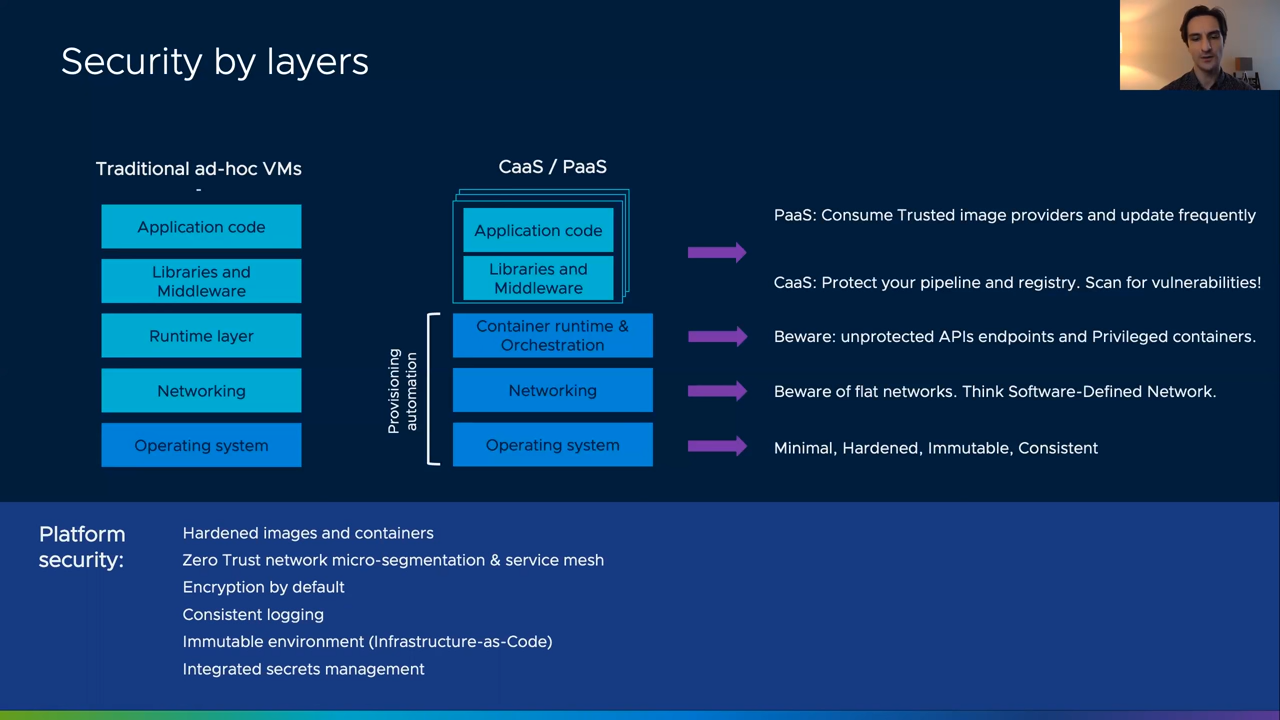 Security by layers
Traditional ad-hoc VMs
-
Application code
Libraries and
Middleware
Runtime layer
Networking
Operating system
CaaS / PaaS
Application code
Libraries and
Middleware
Container runtime &
Orchestration
Networking
Operating system
Provisioning
automation
PaaS: Consume Trusted image providers and update frequently
CaaS: Protect your pipeline and registry. Scan for vulnerabilities!
Beware: unprotected APIs endpoints and Privileged containers.
Beware of flat networks. Think Software-Defined Network.
Minimal, Hardened, Immutable, Consistent
Platform
security:
Hardened images and containers
Zero Trust network micro-segmentation & service mesh
Encryption by default
Consistent logging
Immutable environment (Infrastructure-as-Code)
Integrated secrets management